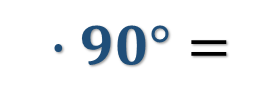 · 90° =